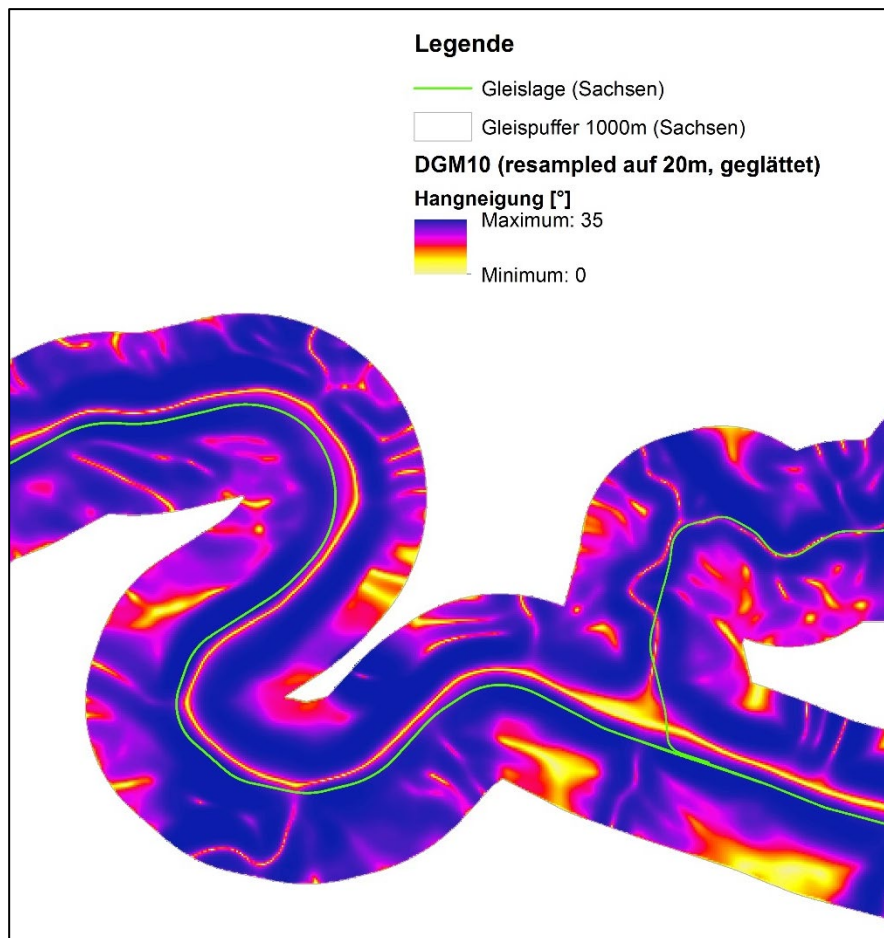 Legende
Gleislage (Sachsen)
Gleispuffer 1000m (Sachsen)
DGM10 (resampled auf 20m, geglättet)
Hangneigung [°]
Maximum: 35
Minimum: 0